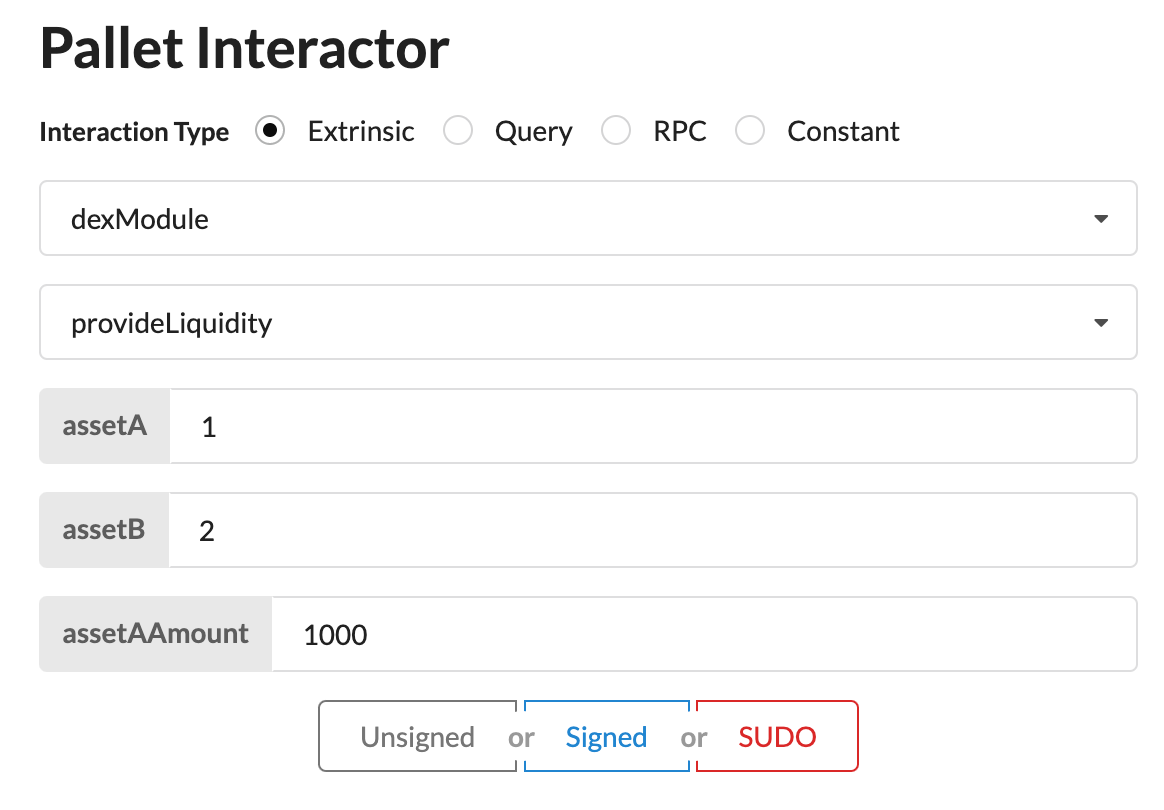 Pallet Interactor
Interaction Type Extrinsic Query RPC Constant
dexModule
provideLiquidity
assetA 1
assetB 2
assetAAmount 1000
Unsigned or Signed or SUDO